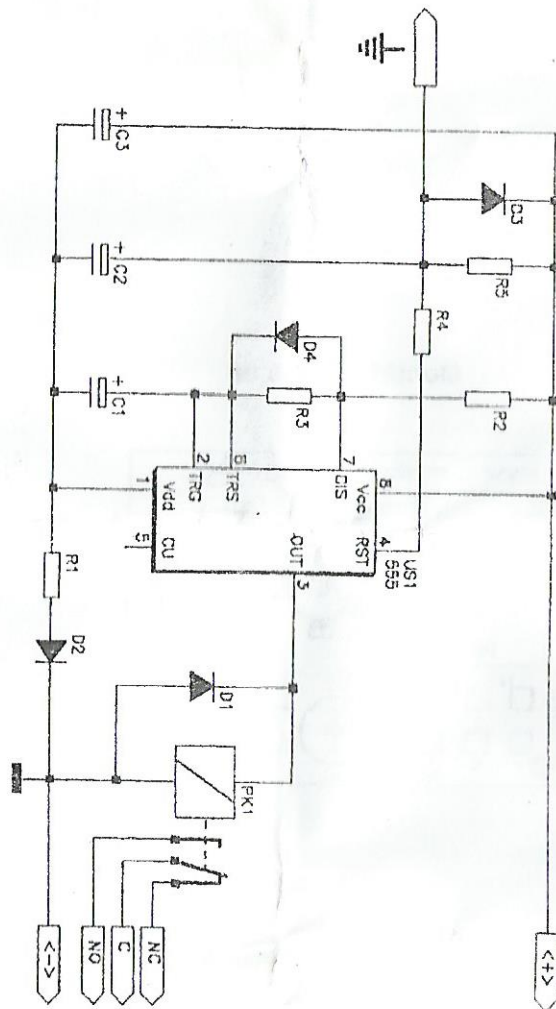 <+>
C3
R5
R4
R2
+
C3
+
C2
D4
+
C1
R3
2
TRG
6
TRS
7
DIS
8
Vcc
4
RST
US1
555
1
Vdd
5
CU
OUT
3
R1
D2
D1
PK1
<->
NO
C
NC